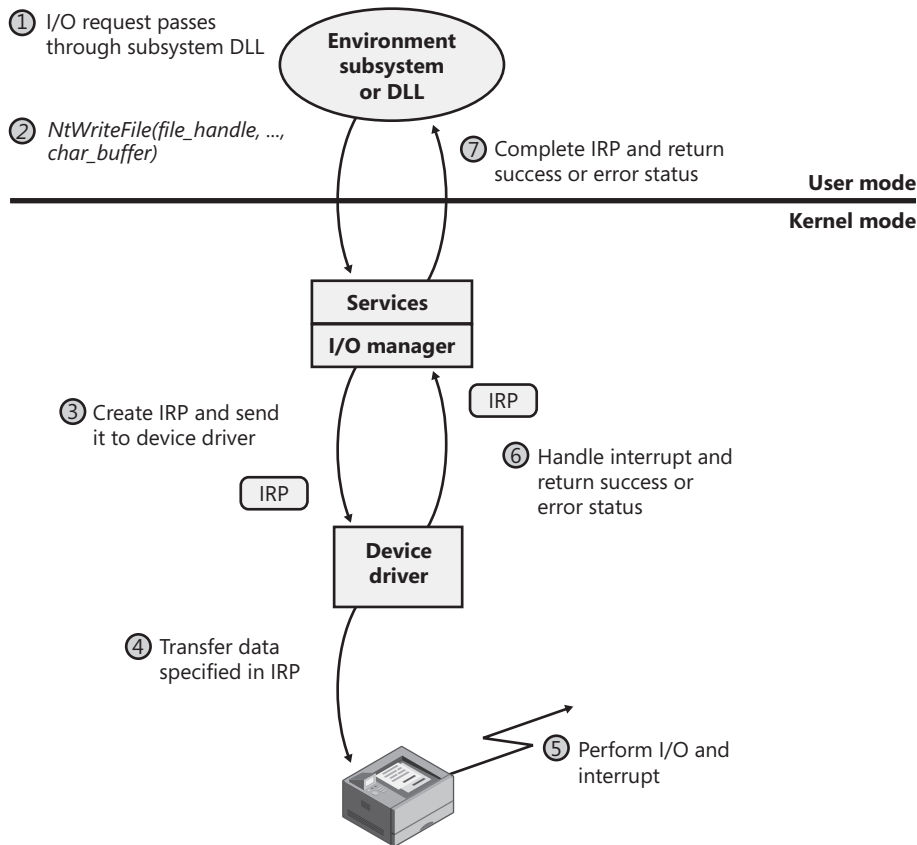 1 I/O request passes
through subsystem DLL
Environment
subsystem
or DLL
2 NtWriteFile(file_handle, ...,
char_buffer)
7 Complete IRP and return
success or error status
User mode
Kernel mode
Services
I/O manager
3 Create IRP and send
it to device driver
IRP
IRP
6 Handle interrupt and
return success or
error status
Device
driver
4 Transfer data
specified in IRP
5 Perform I/O and
interrupt